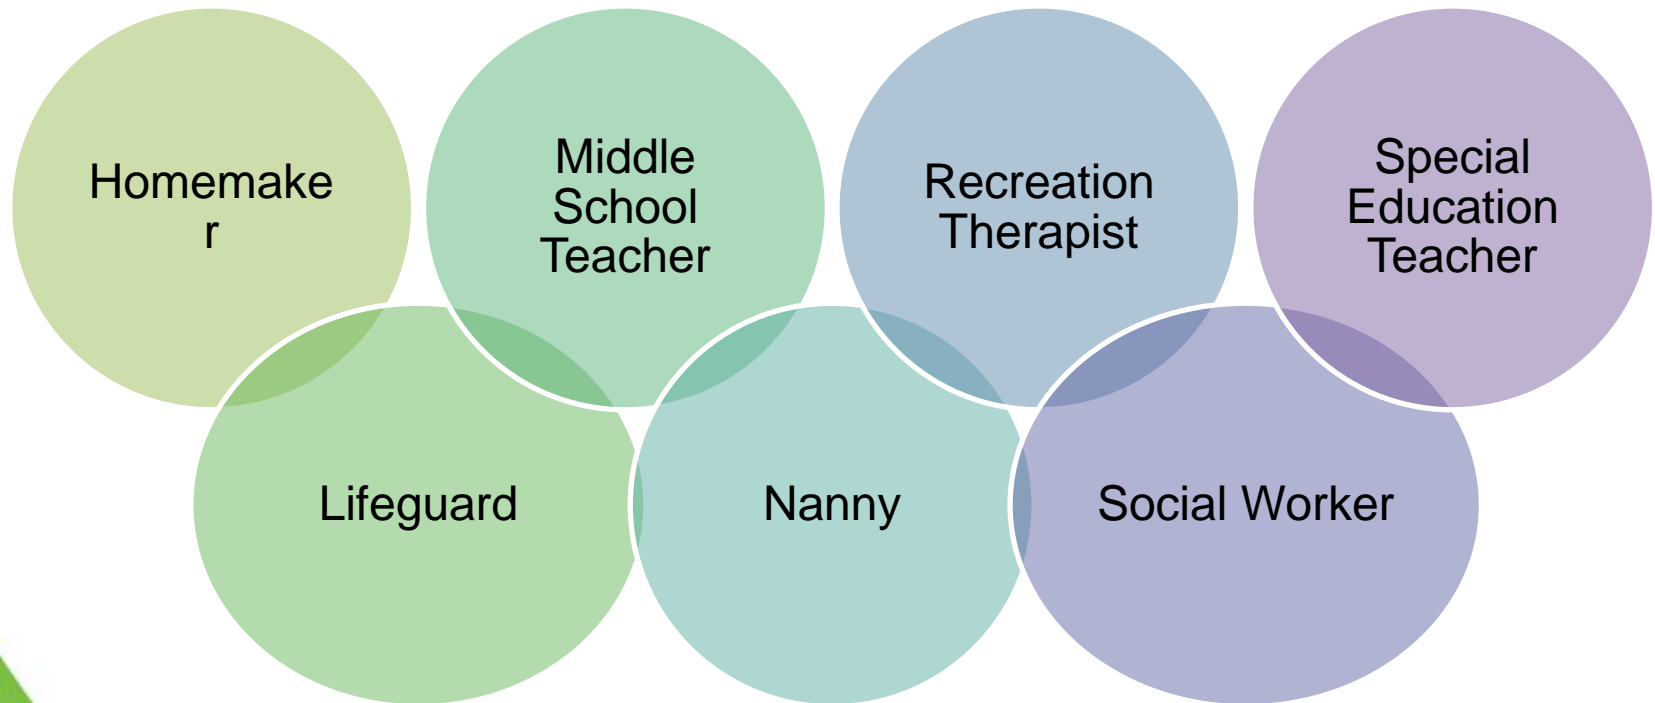 Homemake
r
Middle
School
Teacher
Recreation
Therapist
Special
Education
Teacher
Lifeguard
Nanny
Social Worker